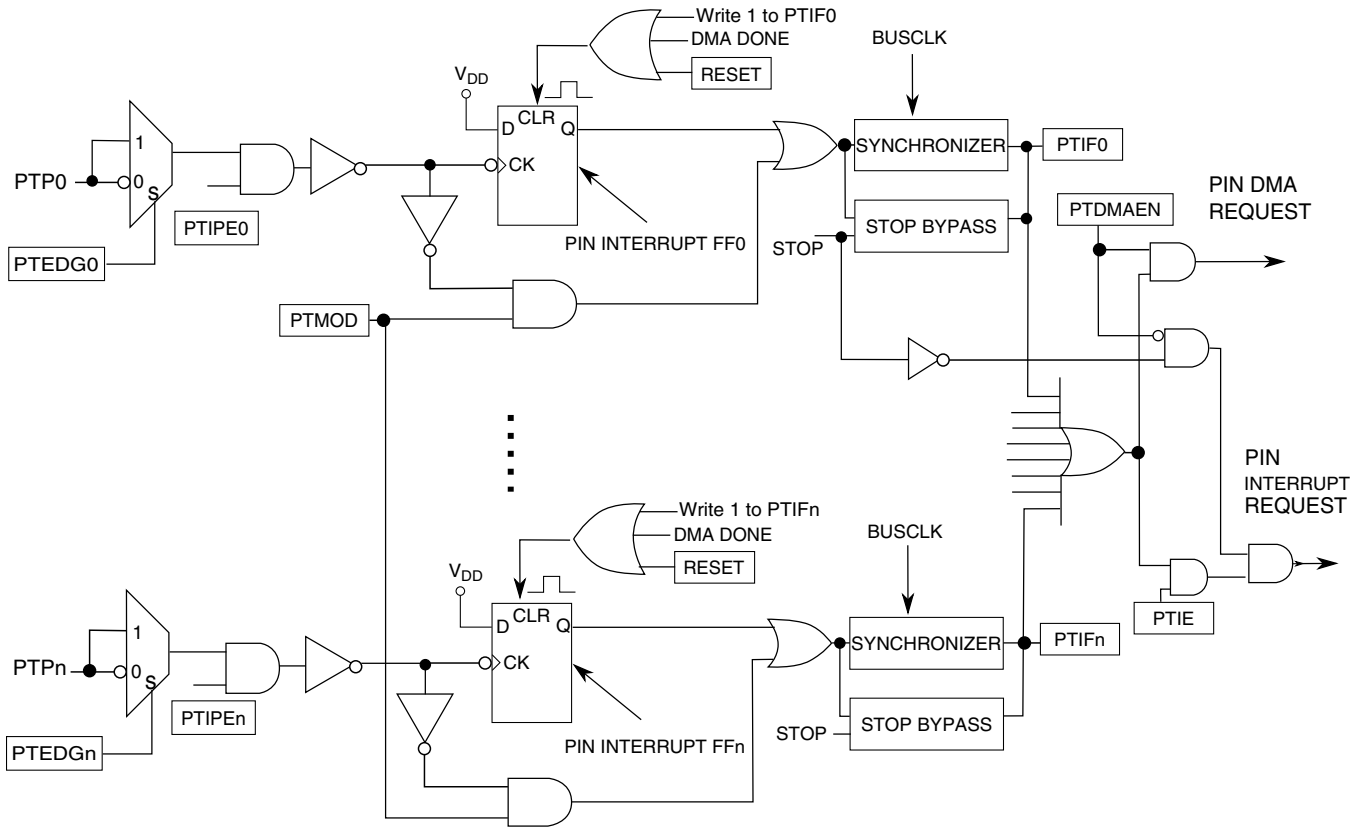 Write 1 to PTIF0
DMA DONE
RESET
BUSCLK
VDD
CLR
D
Q
CK
1
0
S
PTP0
SYNCHRONIZER
PTIF0
PIN DMA
REQUEST
PTIPE0
PTDMAEN
STOP BYPASS
STOP
PIN INTERRUPT FF0
PTEDG0
PTMOD
PIN
INTERRUPT
REQUEST
Write 1 to PTIFn
DMA DONE
RESET
BUSCLK
VDD
CLR
D
Q
CK
1
0
S
PTPn
SYNCHRONIZER
PTIE
PTIFn
PTIPEn
STOP BYPASS
STOP
PIN INTERRUPT FFn
PTEDGn